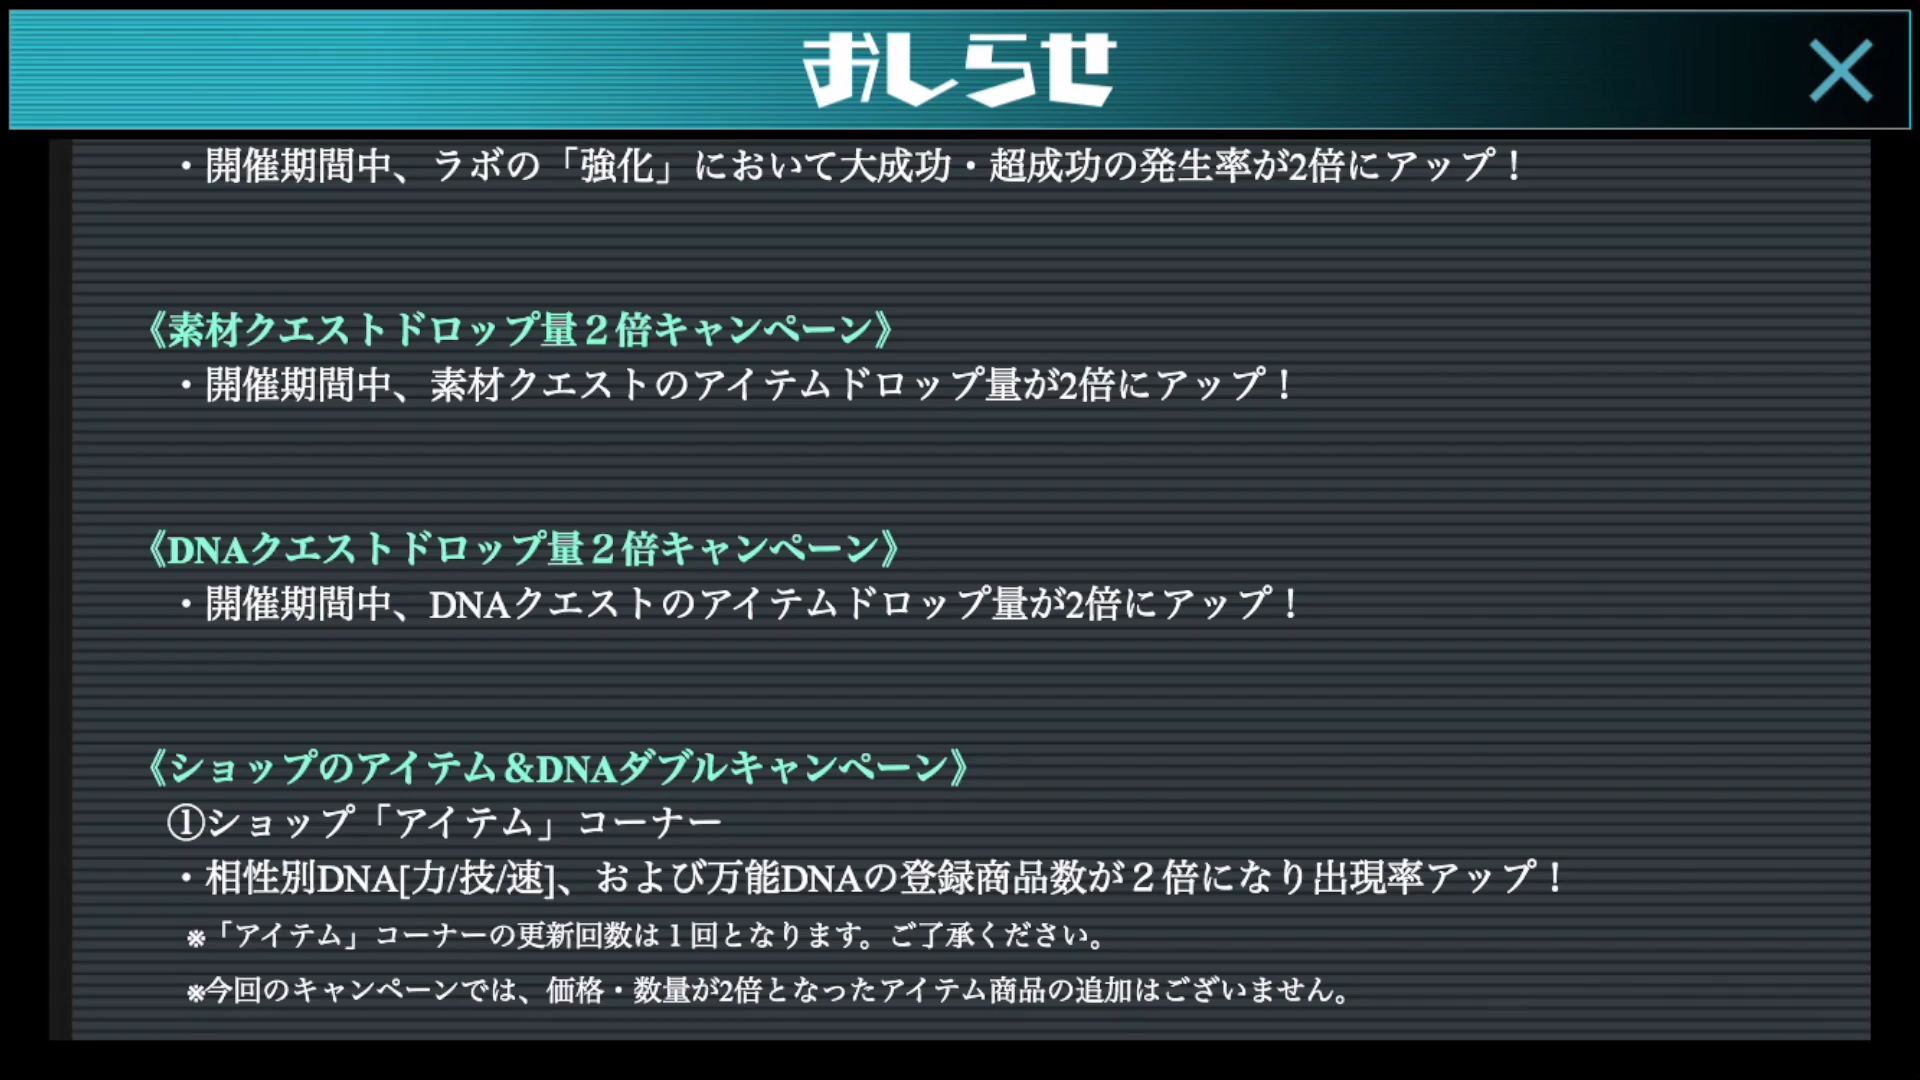 おしらせ
・開催期間中、ラボの「強化」において大成功・超成功の発生率が2倍にアップ！
《素材クエストドロップ量２倍キャンペーン》
・開催期間中、素材クエストのアイテムドロップ量が2倍にアップ！
《DNAクエストドロップ量２倍キャンペーン》
・開催期間中、DNAクエストのアイテムドロップ量が2倍にアップ！
《ショップのアイテム＆DNAダブルキャンペーン》
①ショップ「アイテム」コーナー
・相性別DNA[力/技/速]、および万能DNAの登録商品数が２倍になり出現率アップ！
※「アイテム」コーナーの更新回数は１回となります。ご了承ください。
※今回のキャンペーンでは、価格・数量が2倍となったアイテム商品の追加はございません。